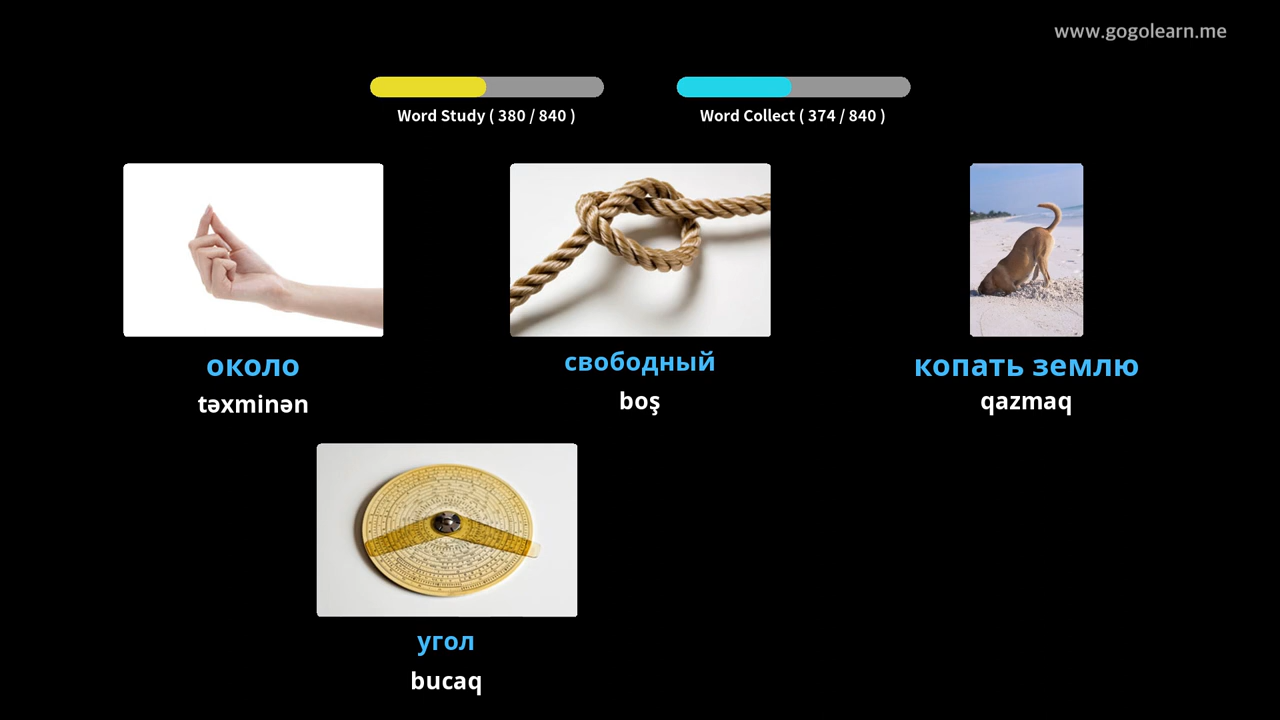 www.gogolearn.me
Word Study ( 380 / 840 )
Word Collect ( 374 / 840 )
около
təxminən
свободный
boş
копать землю
qazmaq
угол
bucaq